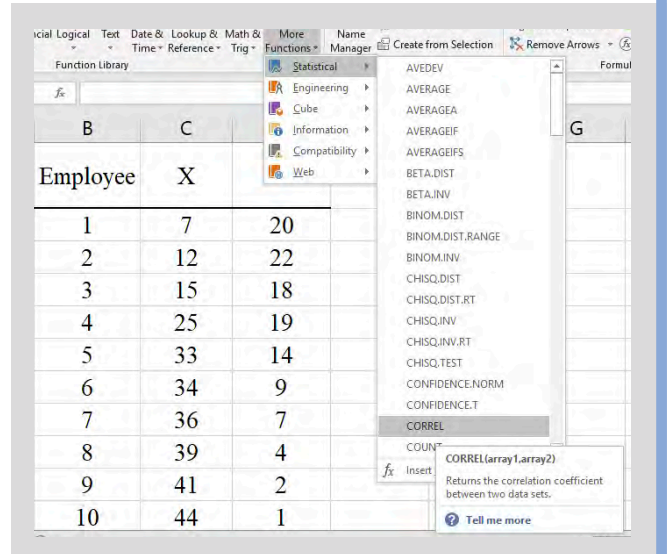 cial Logical Text Date & Lookup & Math & More Name
Time Reference Trig Functions Manager Create from Selection Remove Arrows
Function Library Formul
fx
Statistical
Engineering
Cube
Information
Compatibility
Web
AVEDEV
AVERAGE
AVERAGEA
AVERAGEIF
AVERAGEIFS
BETA.DIST
BETA.INV
BINOM.DIST
BINOM.DIST.RANGE
BINOM.INV
CHISQ.DIST
CHISQ.DIST.RT
CHISQ.INV
CHISQ.INV.RT
CHISQ.TEST
CONFIDENCE.NORM
CONFIDENCE.T
CORREL
COUNT
fx Insert
CORREL(array1,array2)
Returns the correlation coefficient
between two data sets.
Tell me more
B C G
Employee X
1 7 20
2 12 22
3 15 18
4 25 19
5 33 14
6 34 9
7 36 7
8 39 4
9 41 2
10 44 1